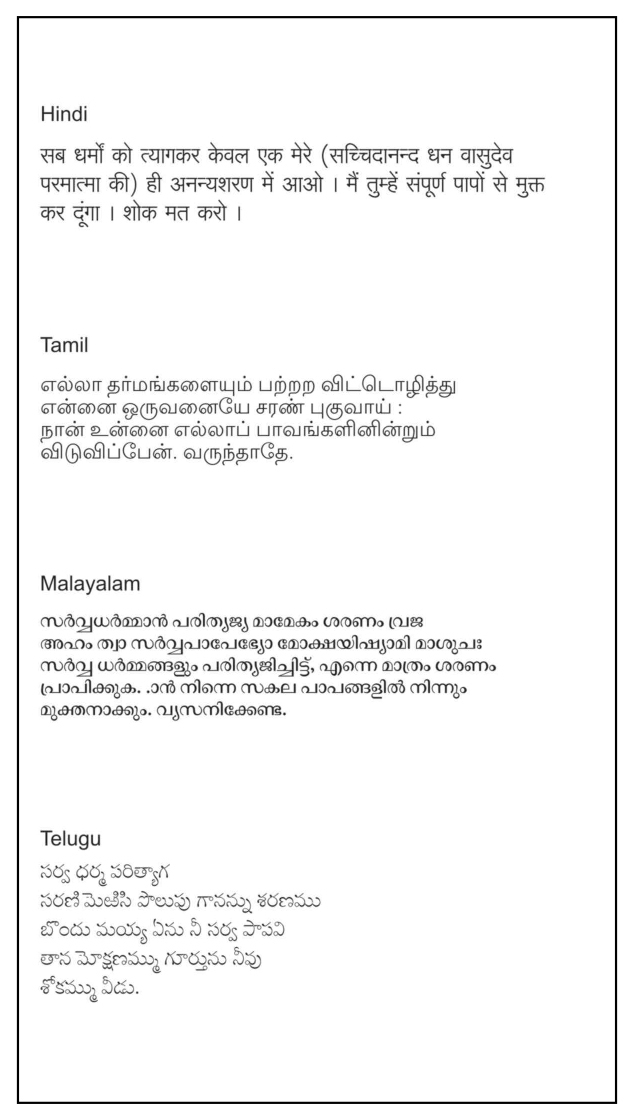 Hindi
सब धर्मों को त्यागकर केवल एक मेरे (सच्चिदानन्द धन वासुदेव
परमात्मा की) ही अनन्यशरण में आओ । मैं तुम्हें संपूर्ण पापों से मुक्त
कर दूंगा । शोक मत करो ।
Tamil
எல்லா தர்மங்களையும் பற்றற விட்டொழித்து
என்னை ஒருவனையே சரண் புகுவாய் :
நான் உன்னை எல்லாப் பாவங்களினின்றும்
விடுவிப்பேன். வருந்தாதே.
Malayalam
സർവ്വധർമ്മാൻ പരിത്യജ്യ മാമേകം ശരണം വ്രജ
അഹം ത്വാ സർവ്വപാപേഭ്യോ മോക്ഷയിഷ്യാമി മാശുചഃ
സർവ്വ ധർമ്മങ്ങളും പരിത്യജിച്ചിട്ട്, എന്നെ മാത്രം ശരണം
പ്രാപിക്കുക. .ാൻ നിന്നെ സകല പാപങ്ങളിൽ നിന്നും
മുക്തനാക്കും. വ്യസനിക്കേണ്ട.
Telugu
సర్వ ధర్మ పరిత్యాగ
సరణి మెఱిసి పొలుపు గానన్ను శరణము
బొందు మయ్య ఏను నీ సర్వ పాపవి
తాన మోక్షణమ్ము గూర్తును నీవు
శోకమ్ము వీడు.